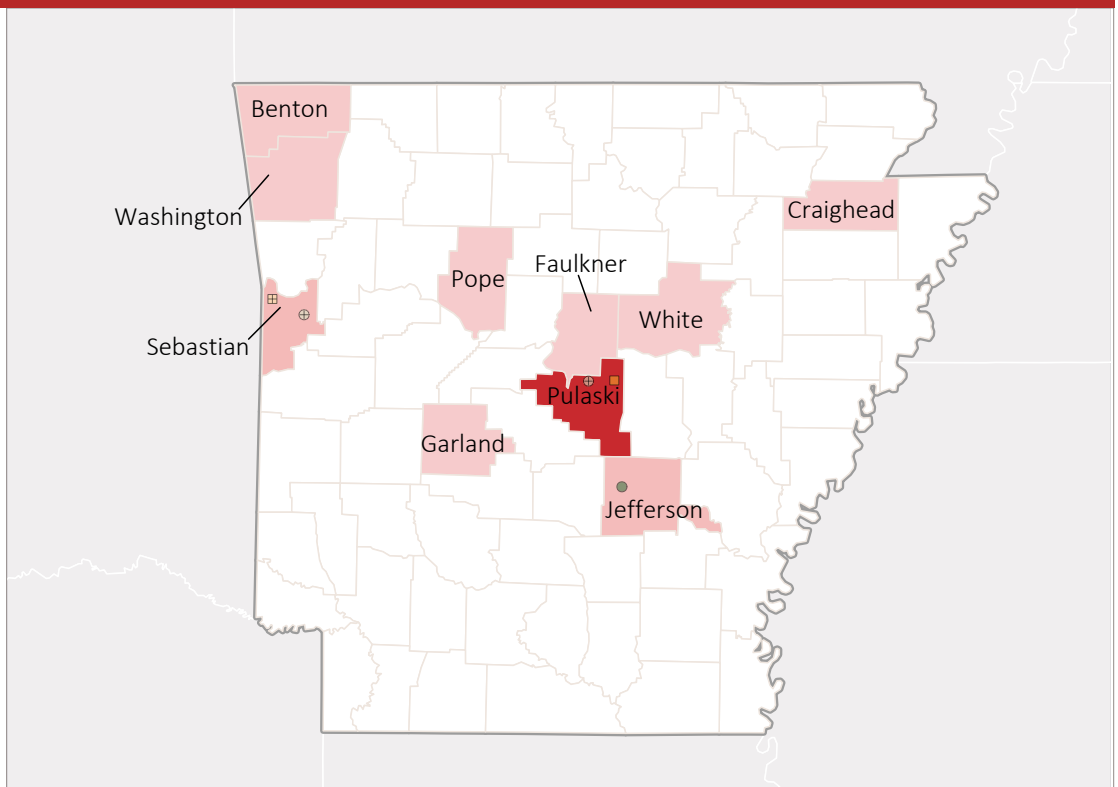 Benton
Washington
Craighead
Faulkner
Pope
White
Sebastian
Pulaski
Garland
Jefferson